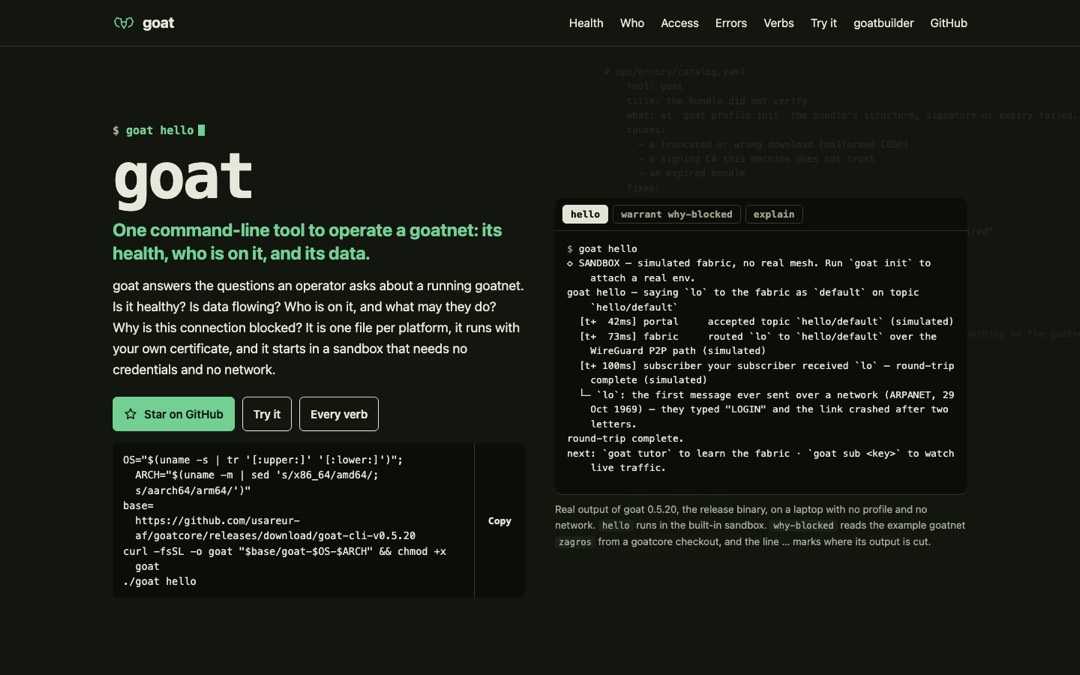 goat
Health Who Access Errors Verbs Try it goatbuilder GitHub
# ops/errors/catalog.yaml
tool: goat
title: the bundle did not verify
what: at `goat profile init` the bundle's structure, signature or expiry failed.
causes:
— a truncated or wrong download (malformed CBOR)
— a signing CA this machine does not trust
— an expired bundle
fixes:
$ goat hello
goat
One command-line tool to operate a goatnet: its
health, who is on it, and its data.
goat answers the questions an operator asks about a running goatnet.
Is it healthy? Is data flowing? Who is on it, and what may they do?
Why is this connection blocked? It is one file per platform, it runs with
your own certificate, and it starts in a sandbox that needs no
credentials and no network.
Star on GitHub Try it Every verb
OS="$(uname -s | tr '[:upper:]' '[:lower:]')";
ARCH="$(uname -m | sed 's/x86_64/amd64/;
s/aarch64/arm64/')"
base=
https://github.com/usareur-
af/goatcore/releases/download/goat-cli-v0.5.20
curl -fsSL -o goat "$base/goat-$OS-$ARCH" && chmod +x
goat
./goat hello
Copy
hello warrant why-blocked explain
$ goat hello
◇ SANDBOX — simulated fabric, no real mesh. Run `goat init` to
attach a real env.
goat hello — saying `lo` to the fabric as `default` on topic
`hello/default`
[t+ 42ms] portal accepted topic `hello/default` (simulated)
[t+ 73ms] fabric routed `lo` to `hello/default` over the
WireGuard P2P path (simulated)
[t+ 100ms] subscriber your subscriber received `lo` — round-trip
complete (simulated)
└─ `lo`: the first message ever sent over a network (ARPANET, 29
Oct 1969) — they typed "LOGIN" and the link crashed after two
letters.
round-trip complete.
next: `goat tutor` to learn the fabric · `goat sub <key>` to watch
live traffic.
Real output of goat 0.5.20, the release binary, on a laptop with no profile and no
network. hello runs in the built-in sandbox. why-blocked reads the example goatnet
zagros from a goatcore checkout, and the line … marks where its output is cut.